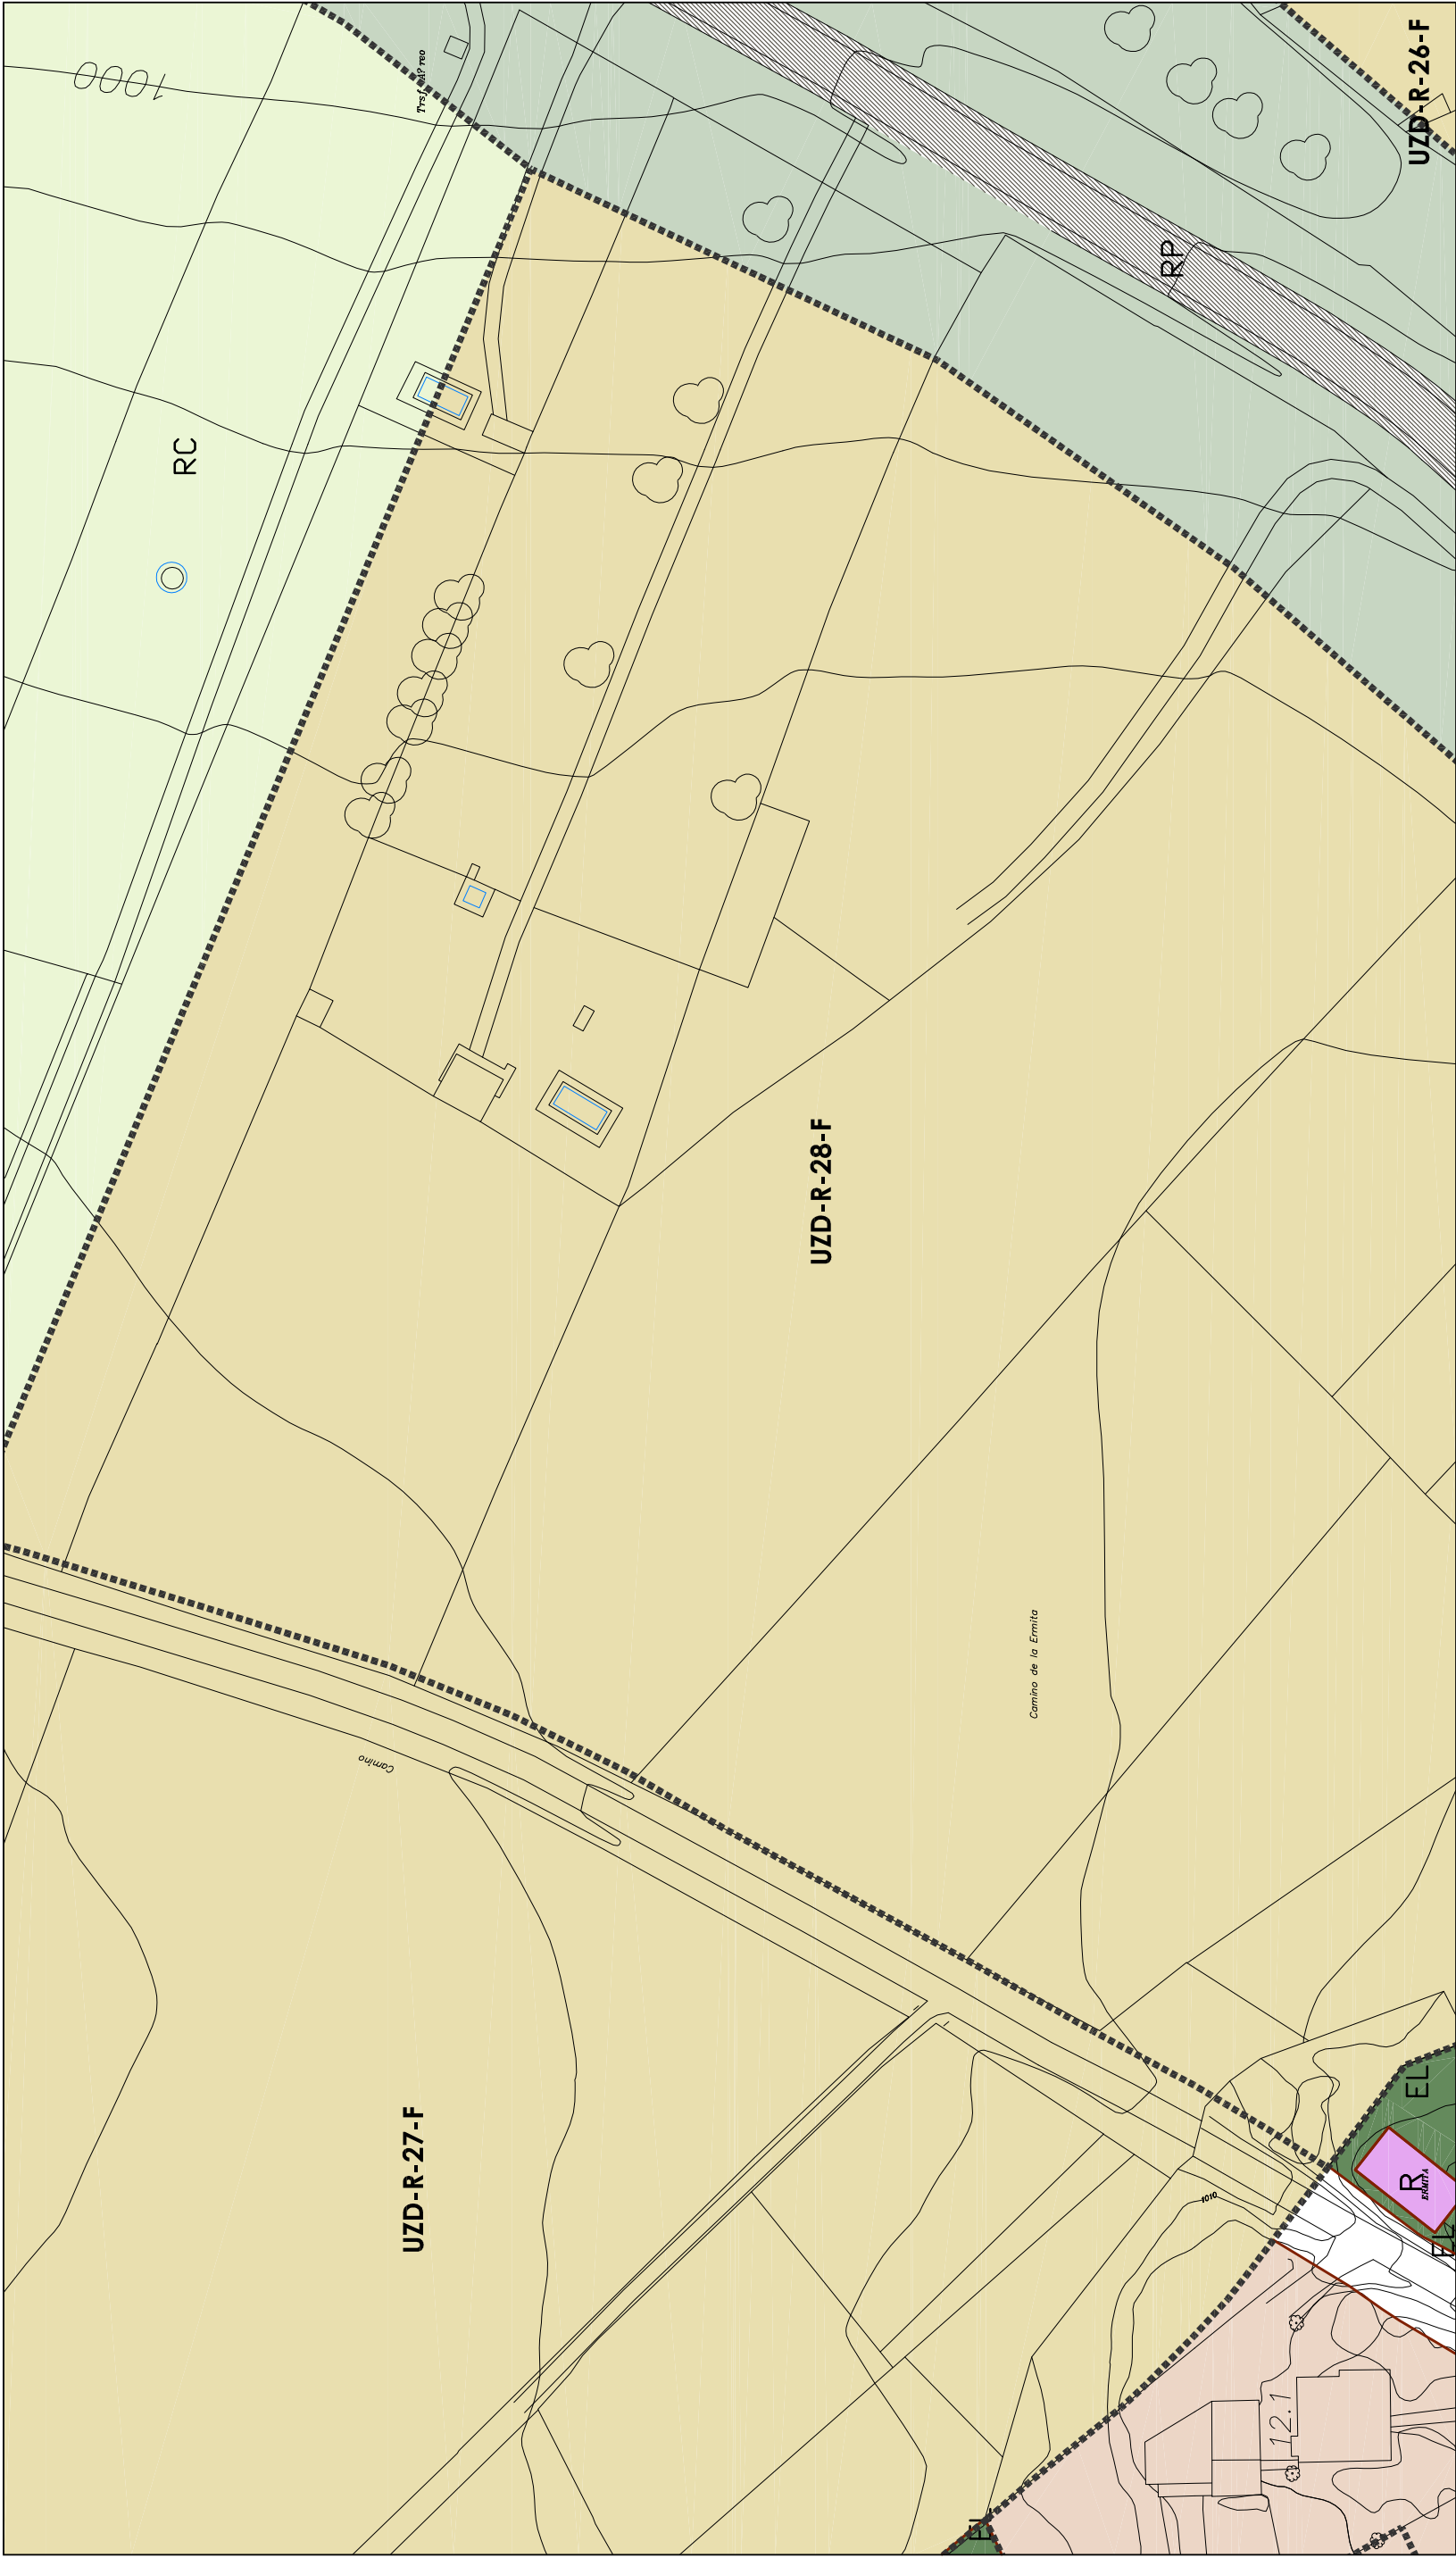 1000
UZD-R-26-F
RP
RC
UZD-R-28-F
Camino de la Ermita
Camino
UZD-R-27-F
EL
R
ERMITA
EL
1010
12.1
EL